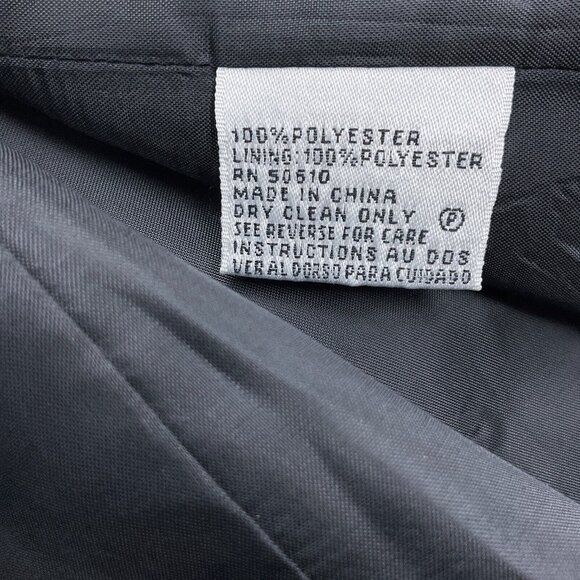 100%POLYESTER
LINING:100%POLYESTER
RN 50610
MADE IN CHINA
DRY CLEAN ONLY Ⓟ
SEE REVERSE FOR CARE
INSTRUCTIONS AU DOS
VER AL DORSO PARA CUIDADO